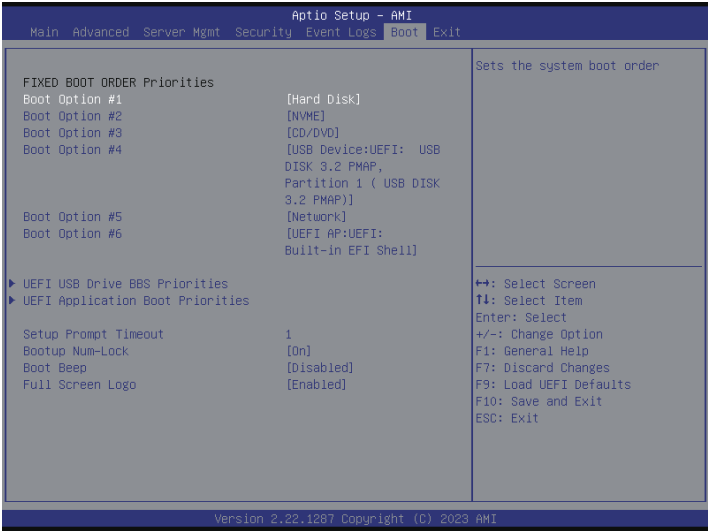 Aptio Setup – AMI
Main Advanced Server Mgmt Security Event Logs Boot Exit
Sets the system boot order
FIXED BOOT ORDER Priorities
Boot Option #1 [Hard Disk]
Boot Option #2 [NVME]
Boot Option #3 [CD/DVD]
Boot Option #4 [USB Device:UEFI: USB
DISK 3.2 PMAP,
Partition 1 ( USB DISK
3.2 PMAP)]
Boot Option #5 [Network]
Boot Option #6 [UEFI AP:UEFI:
Built-in EFI Shell]
UEFI USB Drive BBS Priorities
UEFI Application Boot Priorities
Setup Prompt Timeout 1
Bootup Num-Lock [On]
Boot Beep [Disabled]
Full Screen Logo [Enabled]
↔: Select Screen
↑↓: Select Item
Enter: Select
+/-: Change Option
F1: General Help
F7: Discard Changes
F9: Load UEFI Defaults
F10: Save and Exit
ESC: Exit
Version 2.22.1287 Copyright (C) 2023 AMI